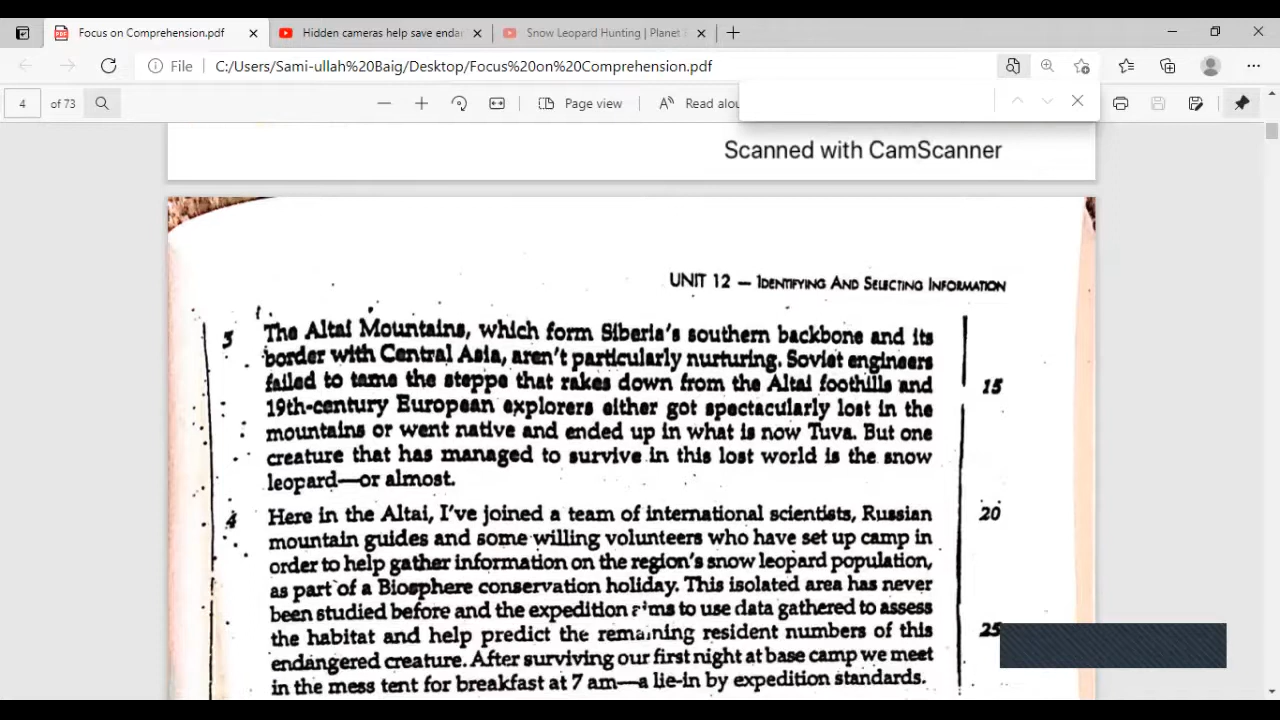 Focus on Comprehension.pdf
Hidden cameras help save enda
Snow Leopard Hunting | Planet E
File C:/Users/Sami-ullah%20Baig/Desktop/Focus%20on%20Comprehension.pdf
4 of 73
Page view
Read alou
Scanned with CamScanner
UNIT 12 — IDENTIFYING AND SELECTING INFORMATION
3 The Altai Mountains, which form Siberia's southern backbone and its
border with Central Asia, aren't particularly nurturing. Soviet engineers
failed to tame the steppe that rakes down from the Altai foothills and 15
19th-century European explorers either got spectacularly lost in the
mountains or went native and ended up in what is now Tuva. But one
creature that has managed to survive in this lost world is the snow
leopard—or almost.
4 Here in the Altai, I've joined a team of international scientists, Russian 20
mountain guides and some willing volunteers who have set up camp in
order to help gather information on the region's snow leopard population,
as part of a Biosphere conservation holiday. This isolated area has never
been studied before and the expedition aims to use data gathered to assess
the habitat and help predict the remaining resident numbers of this 25
endangered creature. After surviving our first night at base camp we meet
in the mess tent for breakfast at 7 am—a lie-in by expedition standards.